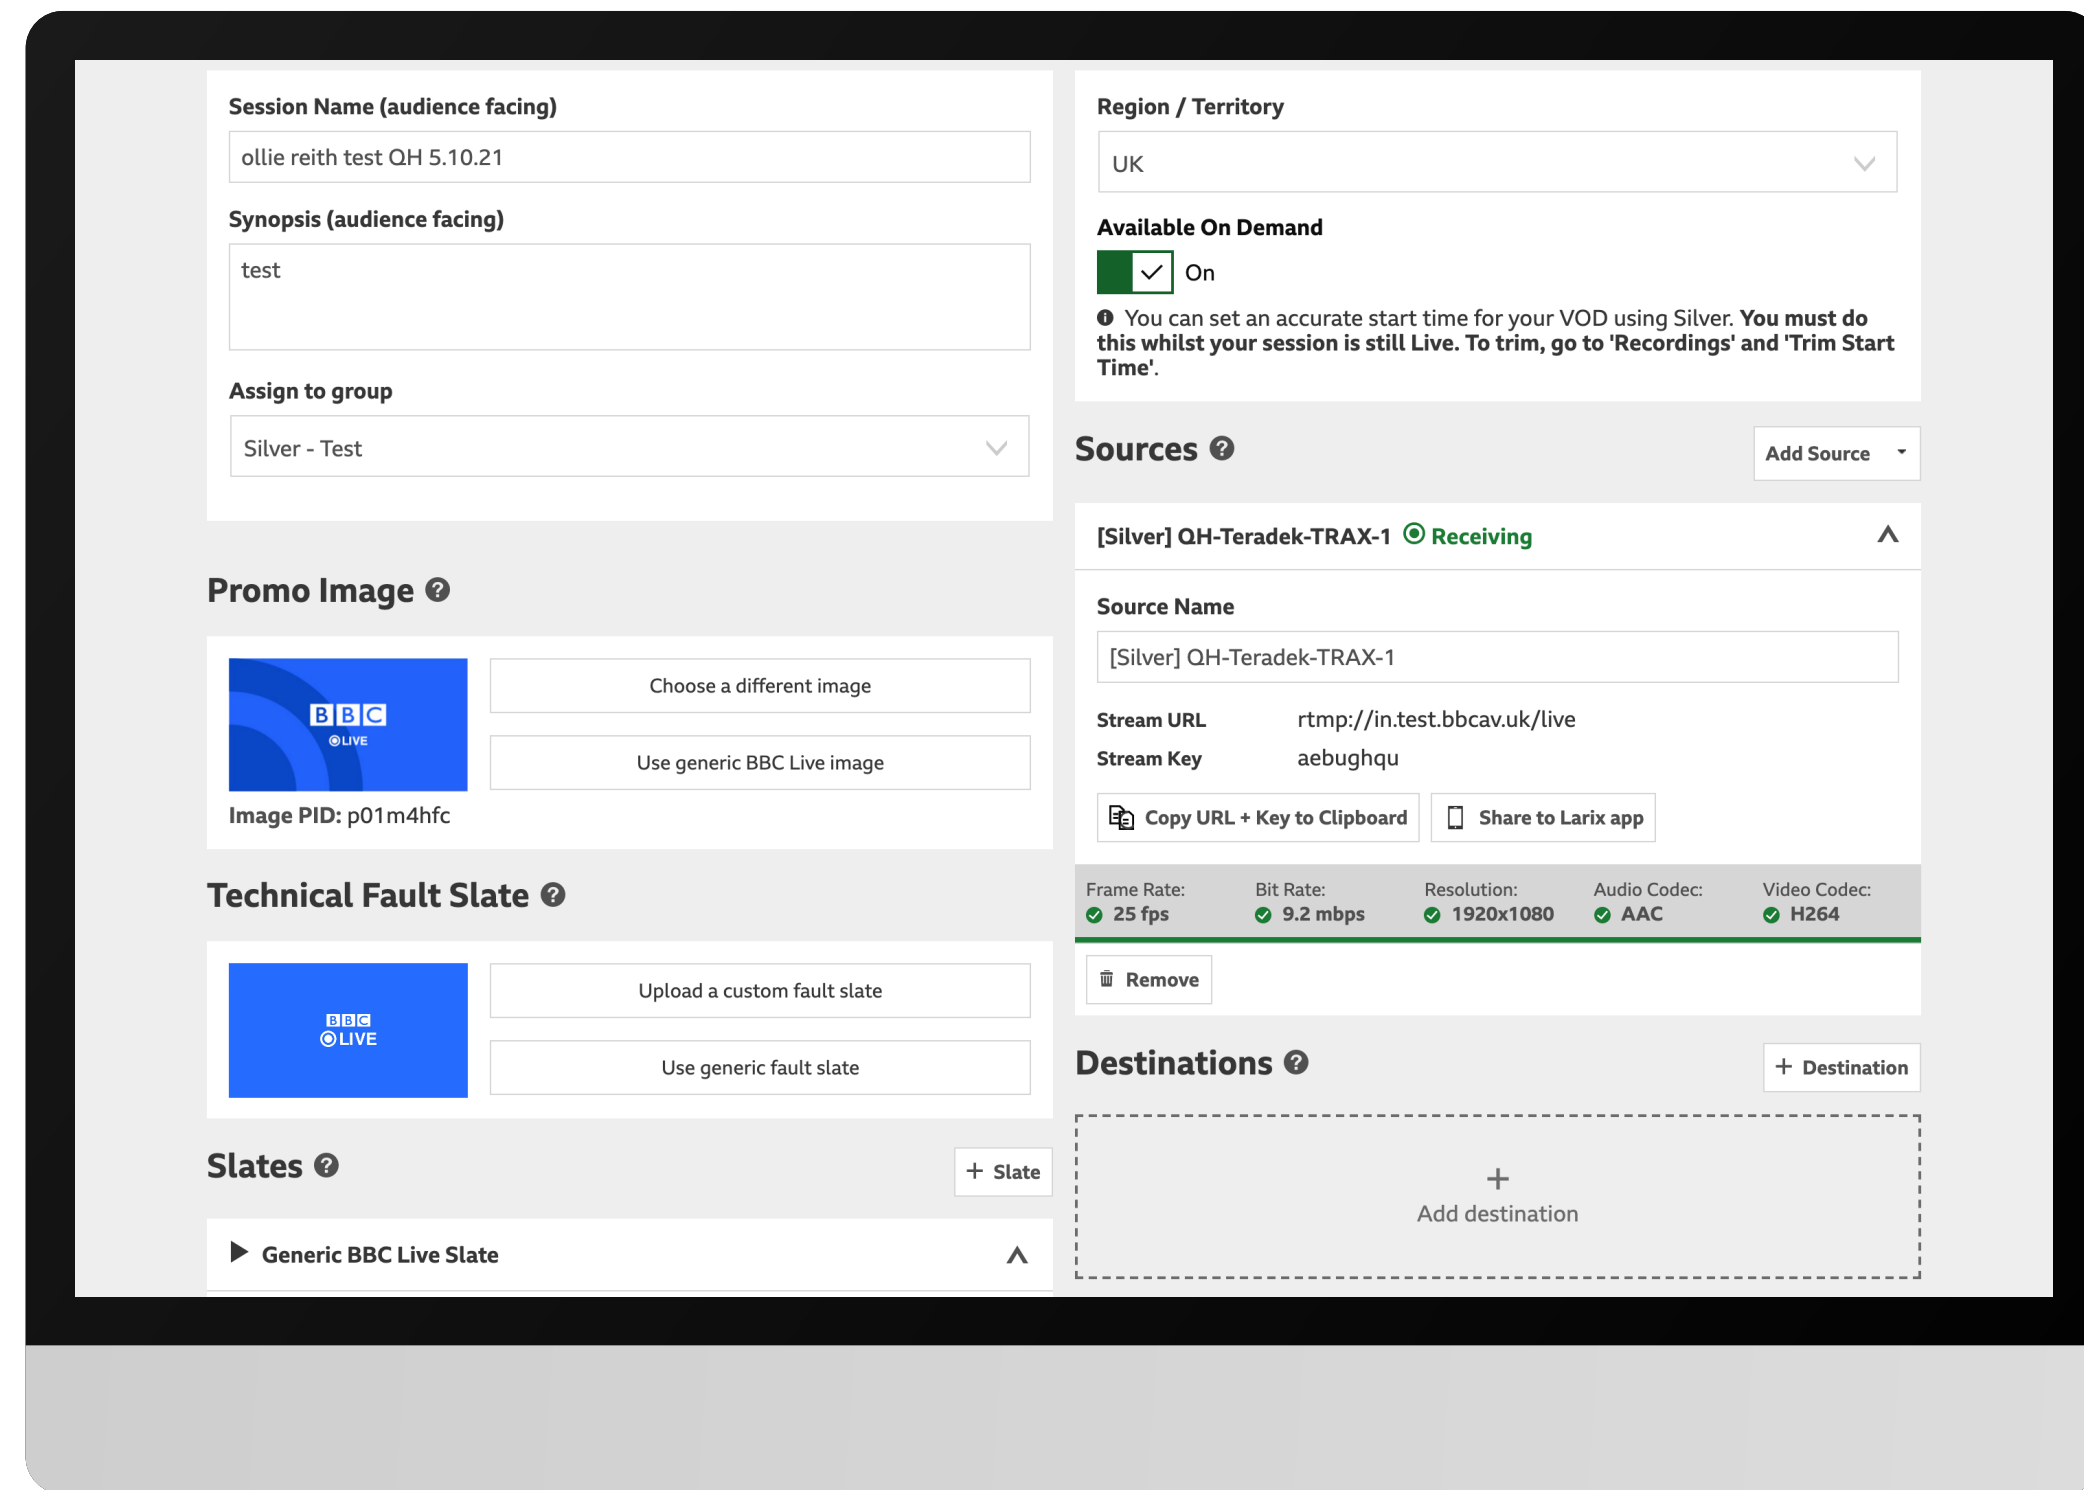 Session Name (audience facing)
ollie reith test QH 5.10.21
Synopsis (audience facing)
test
Assign to group
Silver - Test
Promo Image
BBC
LIVE
Choose a different image
Use generic BBC Live image
Image PID: p01m4hfc
Technical Fault Slate
BBC
LIVE
Upload a custom fault slate
Use generic fault slate
Slates
+ Slate
Generic BBC Live Slate
Region / Territory
UK
Available On Demand
On
You can set an accurate start time for your VOD using Silver. You must do
this whilst your session is still Live. To trim, go to 'Recordings' and 'Trim Start
Time'.
Sources
Add Source
[Silver] QH-Teradek-TRAX-1 Receiving
Source Name
[Silver] QH-Teradek-TRAX-1
Stream URL rtmp://in.test.bbcav.uk/live
Stream Key aebughqu
Copy URL + Key to Clipboard
Share to Larix app
Frame Rate: Bit Rate: Resolution: Audio Codec: Video Codec:
25 fps 9.2 mbps 1920x1080 AAC H264
Remove
Destinations
+ Destination
+
Add destination